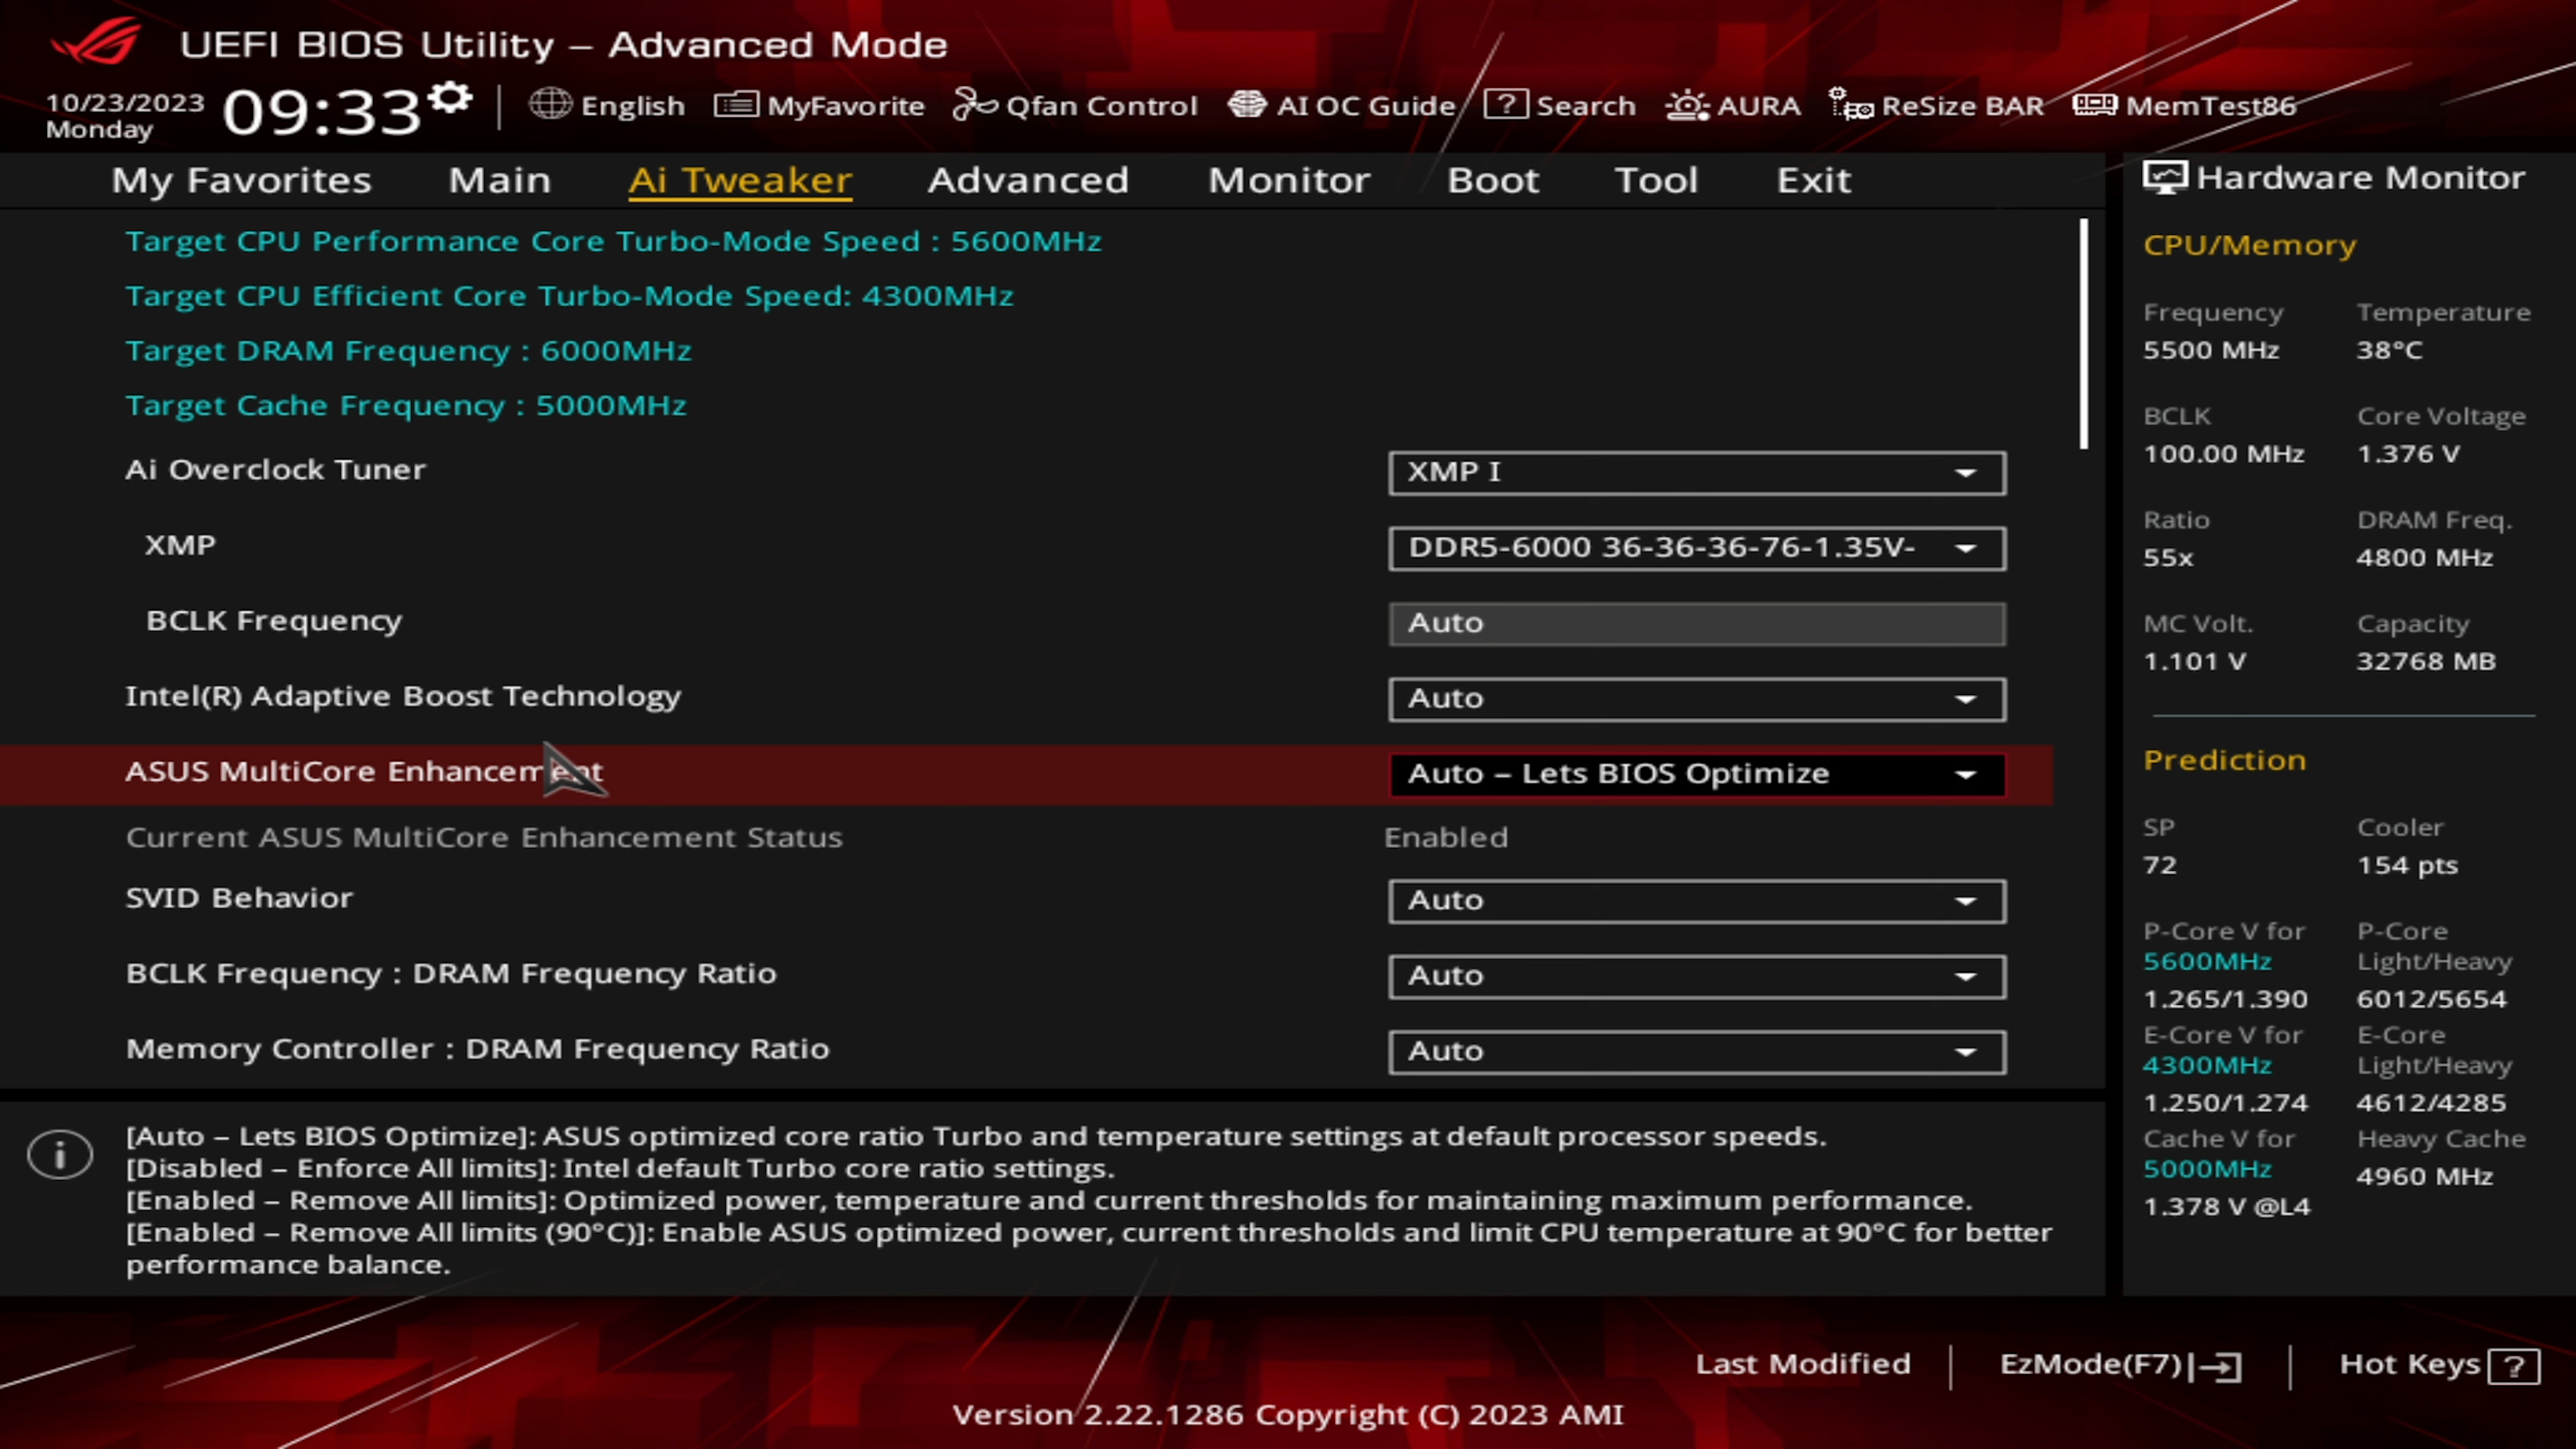 UEFI BIOS Utility – Advanced Mode
10/23/2023
Monday
09:33
English
MyFavorite
Qfan Control
AI OC Guide
? Search
AURA
ReSize BAR
MemTest86
My Favorites Main Ai Tweaker Advanced Monitor Boot Tool Exit
Target CPU Performance Core Turbo-Mode Speed : 5600MHz
Target CPU Efficient Core Turbo-Mode Speed: 4300MHz
Target DRAM Frequency : 6000MHz
Target Cache Frequency : 5000MHz
Ai Overclock Tuner XMP I
XMP DDR5-6000 36-36-36-76-1.35V-
BCLK Frequency Auto
Intel(R) Adaptive Boost Technology Auto
ASUS MultiCore Enhancement Auto – Lets BIOS Optimize
Current ASUS MultiCore Enhancement Status Enabled
SVID Behavior Auto
BCLK Frequency : DRAM Frequency Ratio Auto
Memory Controller : DRAM Frequency Ratio Auto
i
[Auto – Lets BIOS Optimize]: ASUS optimized core ratio Turbo and temperature settings at default processor speeds.
[Disabled – Enforce All limits]: Intel default Turbo core ratio settings.
[Enabled – Remove All limits]: Optimized power, temperature and current thresholds for maintaining maximum performance.
[Enabled – Remove All limits (90°C)]: Enable ASUS optimized power, current thresholds and limit CPU temperature at 90°C for better
performance balance.
Hardware Monitor
CPU/Memory
Frequency Temperature
5500 MHz 38°C
BCLK Core Voltage
100.00 MHz 1.376 V
Ratio DRAM Freq.
55x 4800 MHz
MC Volt. Capacity
1.101 V 32768 MB
Prediction
SP Cooler
72 154 pts
P-Core V for P-Core
5600MHz Light/Heavy
1.265/1.390 6012/5654
E-Core V for E-Core
4300MHz Light/Heavy
1.250/1.274 4612/4285
Cache V for Heavy Cache
5000MHz 4960 MHz
1.378 V @L4
Last Modified
EzMode(F7)
Hot Keys ?
Version 2.22.1286 Copyright (C) 2023 AMI